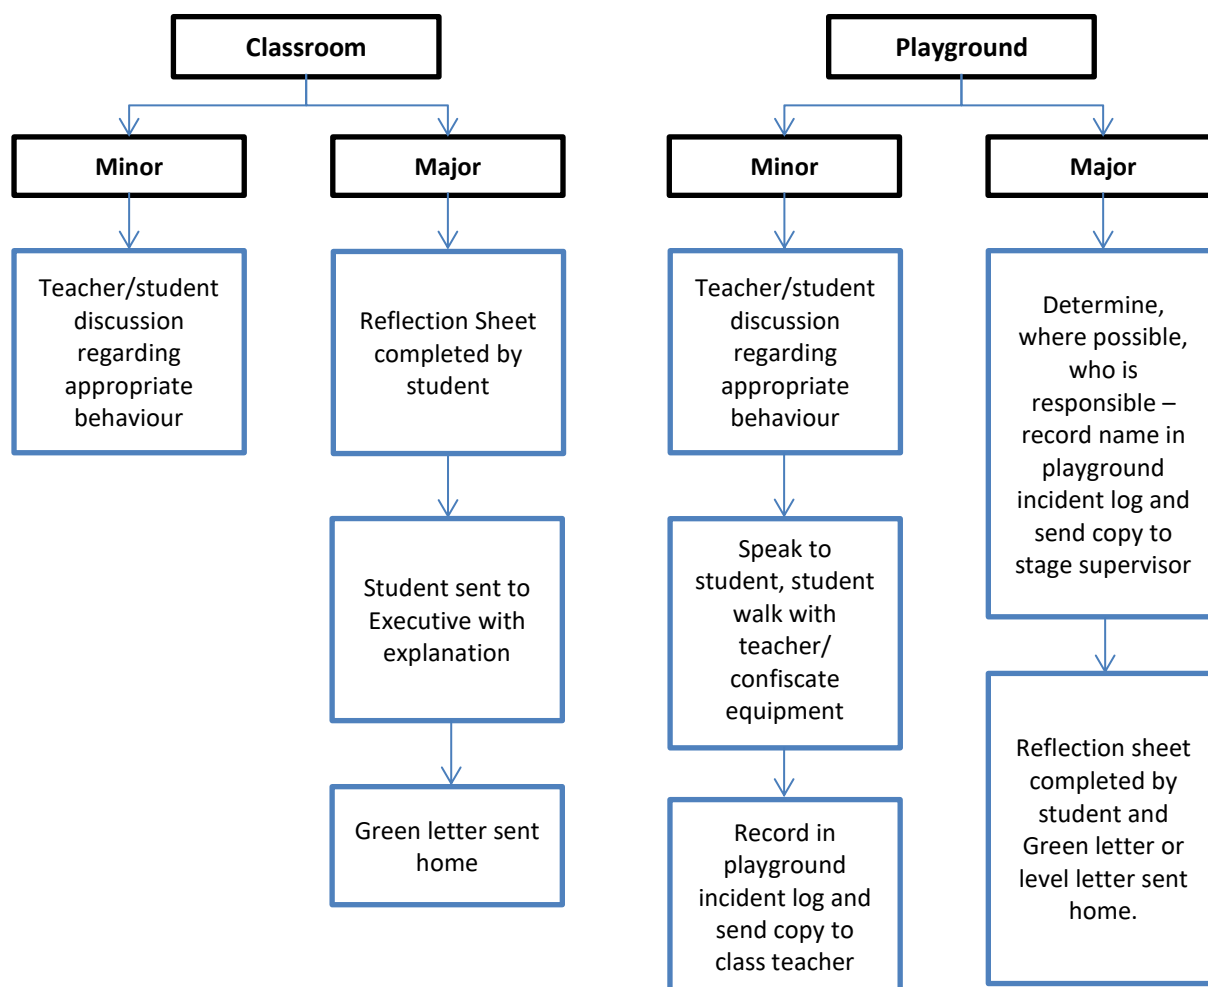 Classroom
Playground
Minor
Major
Minor
Major
Teacher/student
discussion
regarding
appropriate
behaviour
Reflection Sheet
completed by
student
Teacher/student
discussion
regarding
appropriate
behaviour
Determine,
where possible,
who is
responsible –
record name in
playground
incident log and
send copy to
stage supervisor
Student sent to
Executive with
explanation
Speak to
student, student
walk with
teacher/
confiscate
equipment
Green letter sent
home
Record in
playground
incident log and
send copy to
class teacher
Reflection sheet
completed by
student and
Green letter or
level letter sent
home.